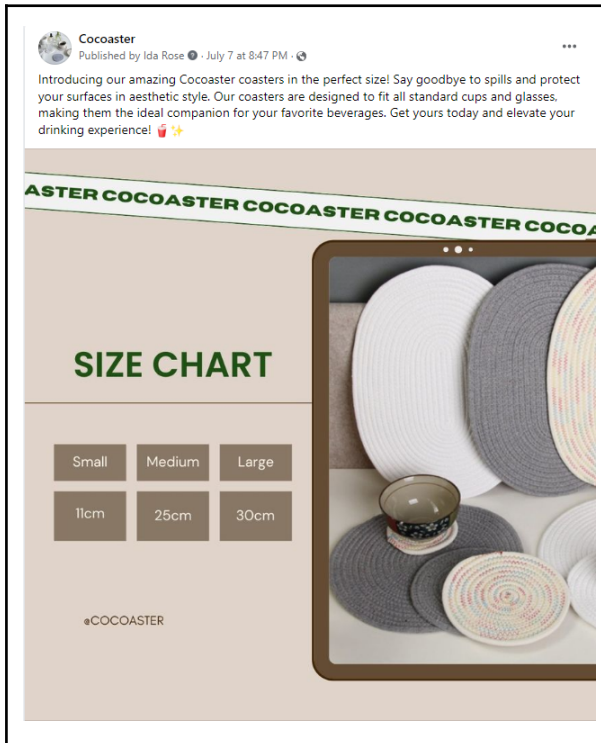 Cocoaster
Published by Ida Rose · July 7 at 8:47 PM ·
Introducing our amazing Cocoaster coasters in the perfect size! Say goodbye to spills and protect
your surfaces in aesthetic style. Our coasters are designed to fit all standard cups and glasses,
making them the ideal companion for your favorite beverages. Get yours today and elevate your
drinking experience! 🥤✨
ASTER COCOASTER COCOASTER COCOASTER COCOA
SIZE CHART
Small Medium Large
11cm 25cm 30cm
@COCOASTER